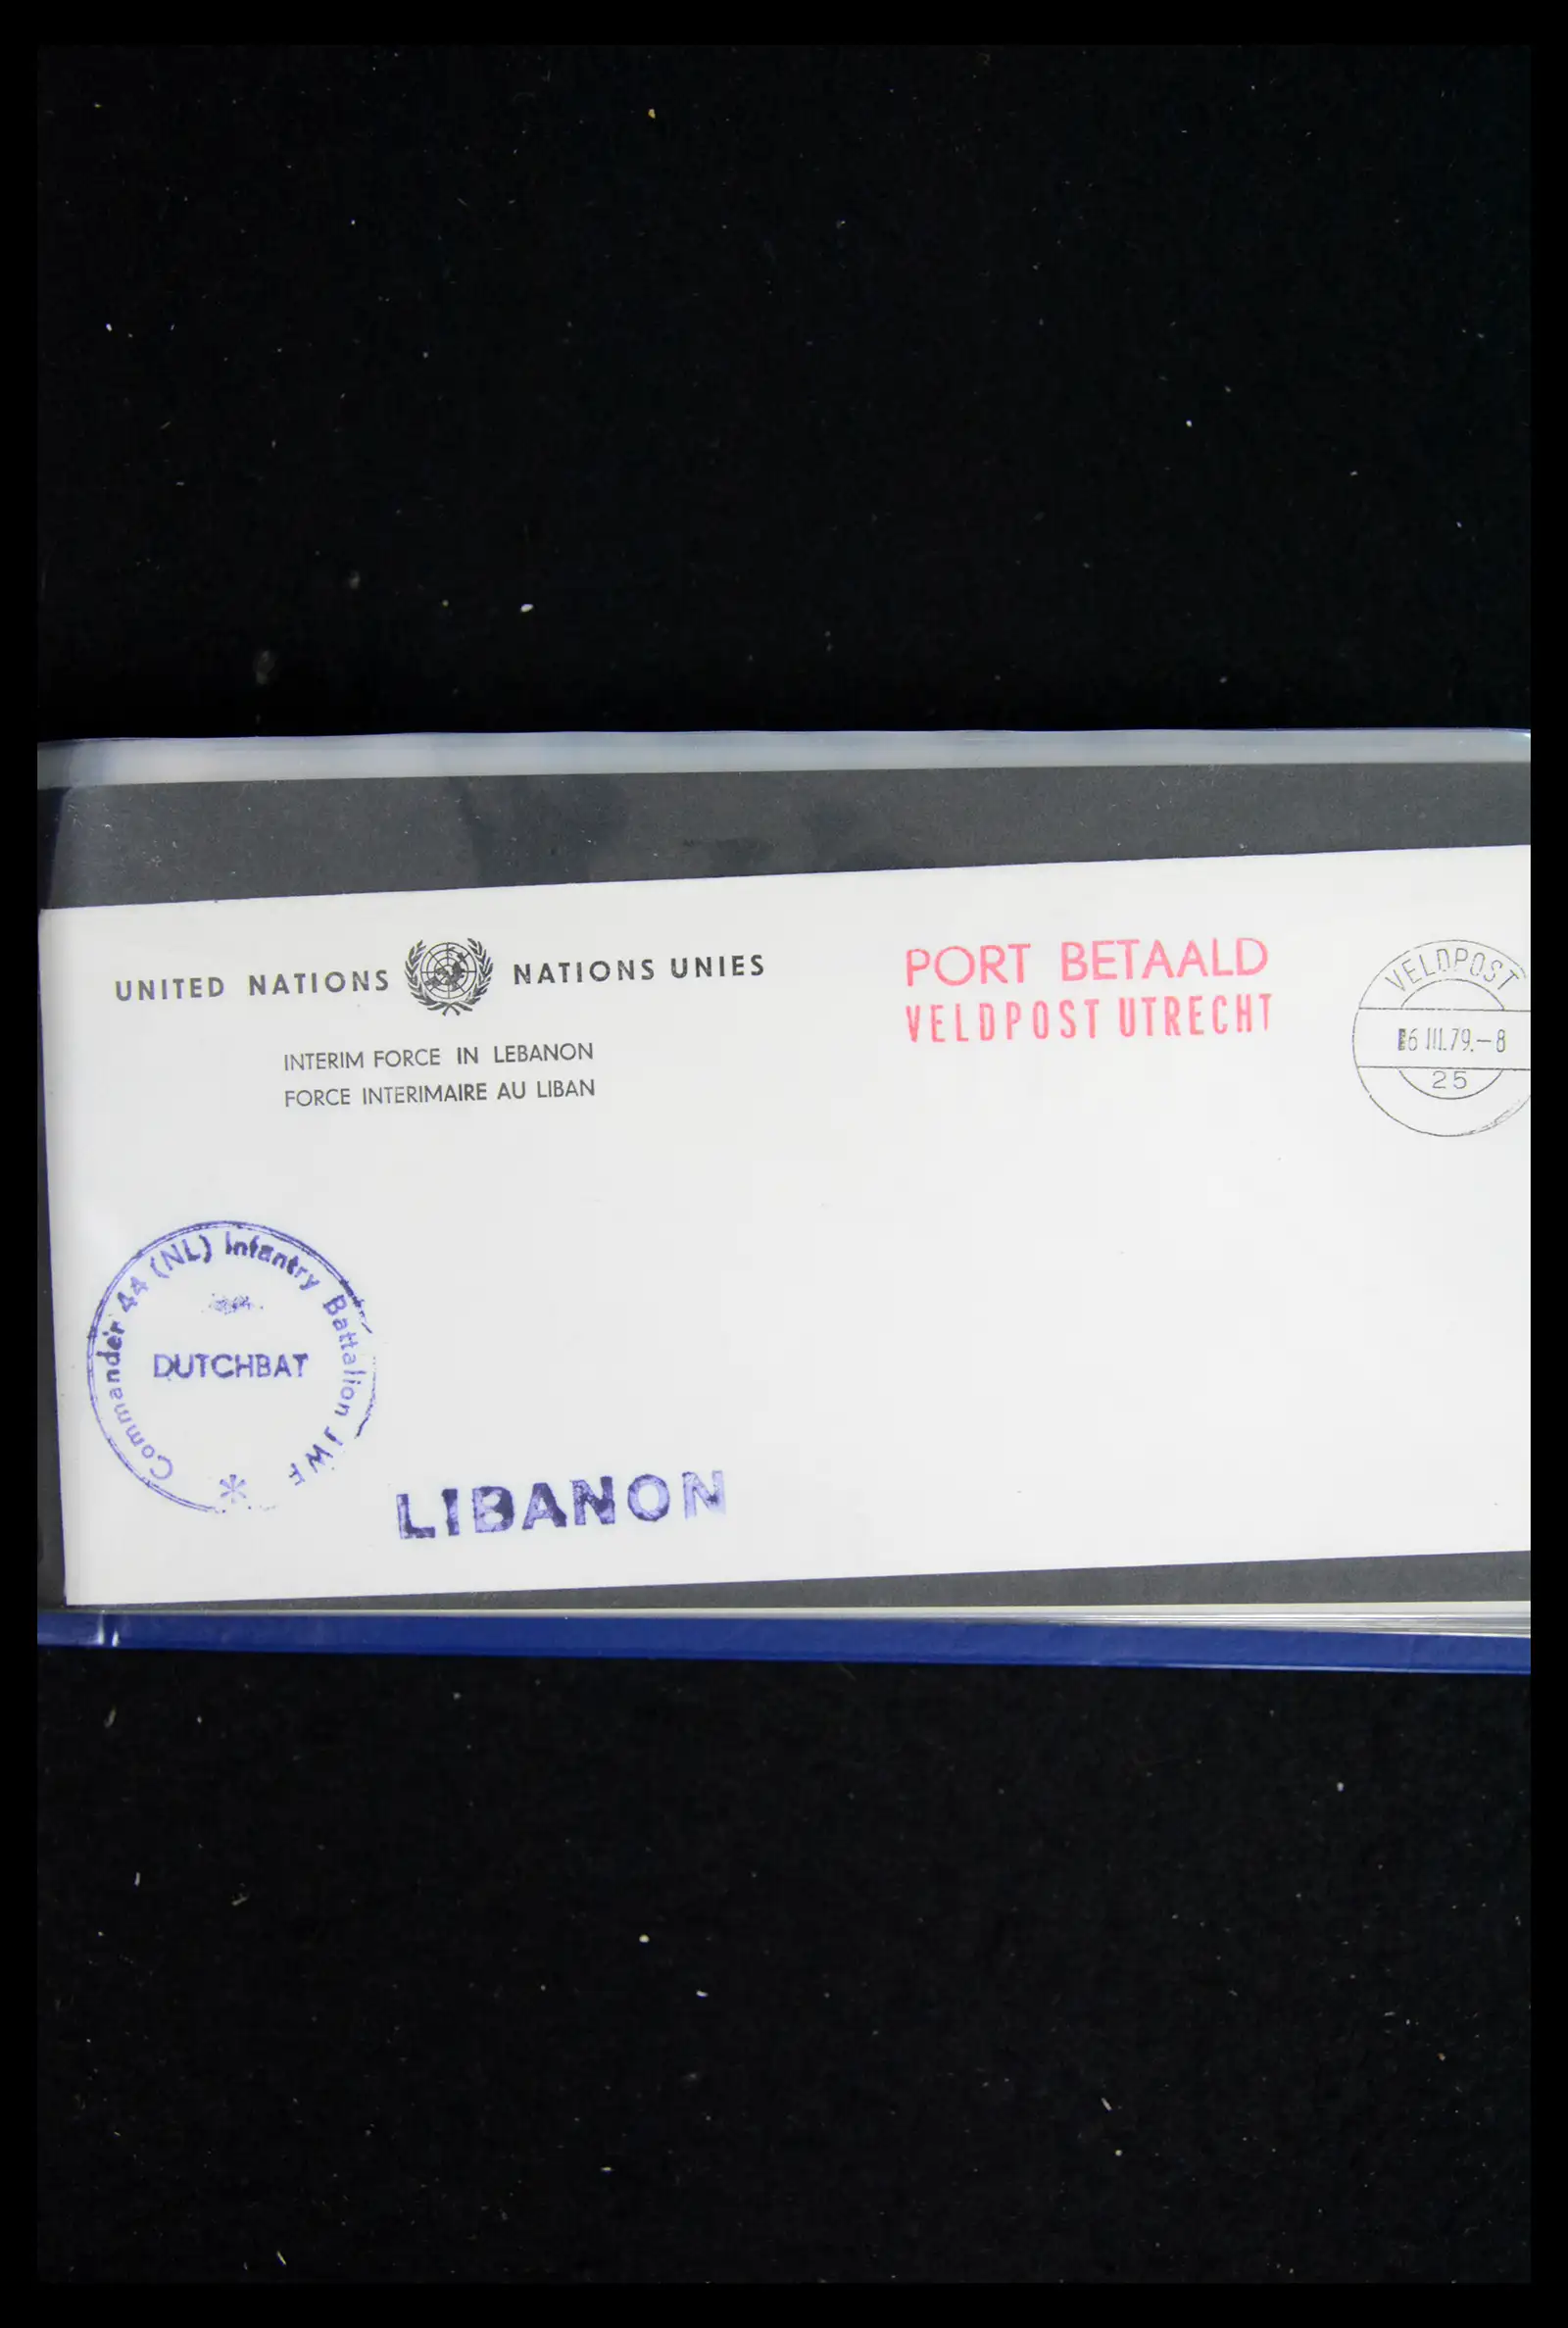 UNITED NATIONS NATIONS UNIES
INTERIM FORCE IN LEBANON
FORCE INTERIMAIRE AU LIBAN
PORT BETAALD
VELDPOST UTRECHT
VELDPOST
6 III.79.-8
25
Commander 44 (NL) Infantry Battalion JWF
DUTCHBAT
*
LIBANON